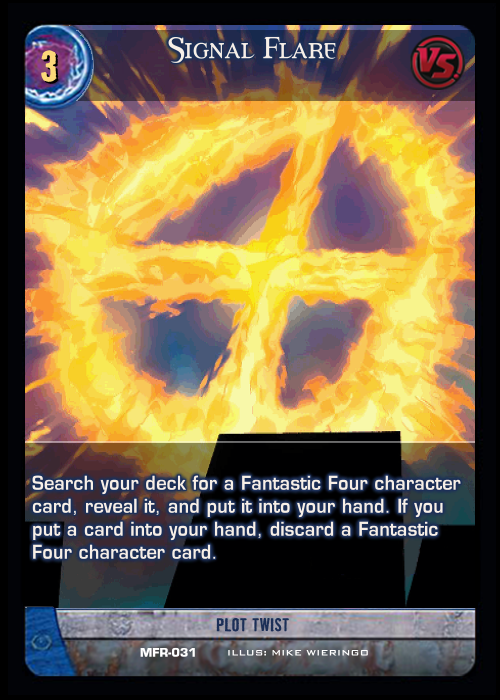 3
SIGNAL FLARE
VS
Search your deck for a Fantastic Four character
card, reveal it, and put it into your hand. If you
put a card into your hand, discard a Fantastic
Four character card.
PLOT TWIST
MFR-031 ILLUS: MIKE WIERINGO